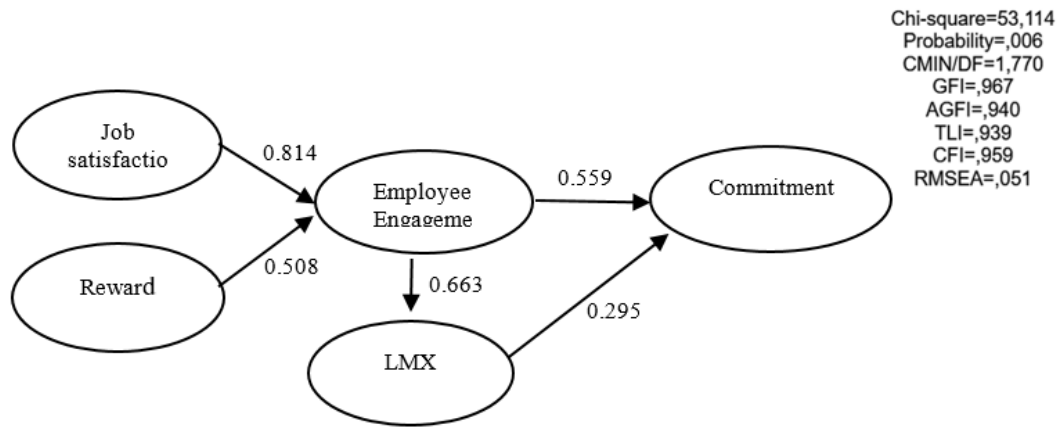 Chi-square=53,114
Probability=,006
CMIN/DF=1,770
GFI=,967
AGFI=,940
TLI=,939
CFI=,959
RMSEA=,051
Job
satisfactio
0.814
Employee
Engageme
0.559
Commitment
Reward
0.508
0.663
0.295
LMX